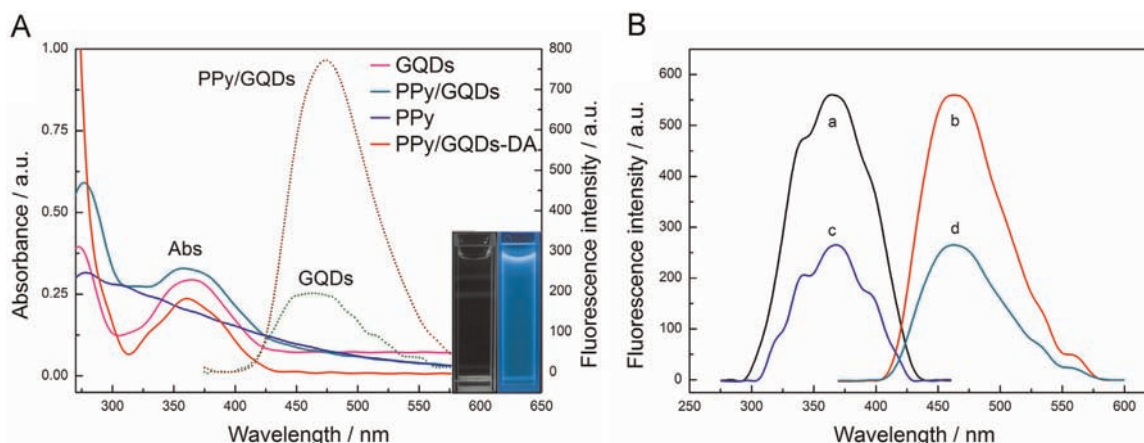 A
1.00
0.75
0.50
0.25
0.00
Absorbance / a.u.
300 350 400 450 500 550 600 650
Wavelength / nm
800
700
600
500
400
300
200
100
0
Fluorescence intensity / a.u.
PPy/GQDs
GQDs
PPy/GQDs
PPy
PPy/GQDs-DA
Abs
GQDs
B
600
500
400
300
200
100
0
Fluorescence intensity / a.u.
a
b
c
d
250 300 350 400 450 500 550 600 650
Wavelength / nm